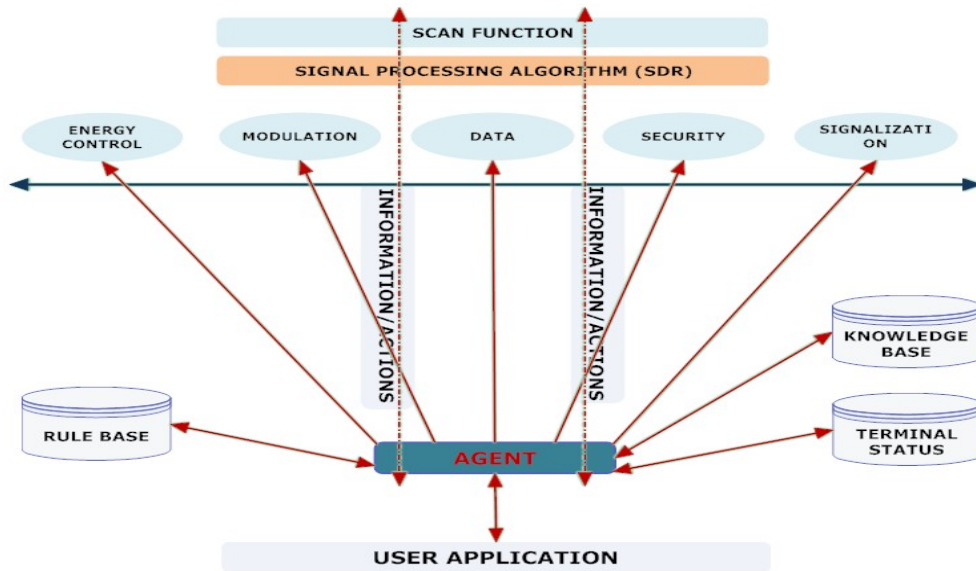 SCAN FUNCTION
SIGNAL PROCESSING ALGORITHM (SDR)
ENERGY
CONTROL
MODULATION
DATA
SECURITY
SIGNALIZATI
ON
INFORMATION/ACTIONS
INFORMATION/ACTIONS
KNOWLEDGE
BASE
RULE BASE
TERMINAL
STATUS
AGENT
USER APPLICATION